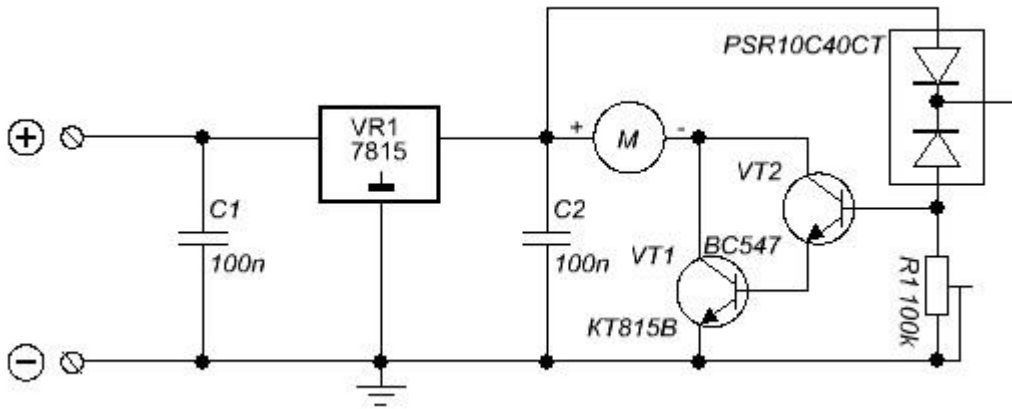 PSR10C40CT
+
VR1
7815
+
M
-
VT2
C1
100n
C2
100n
VT1
BC547
KT815B
R1 100k
−